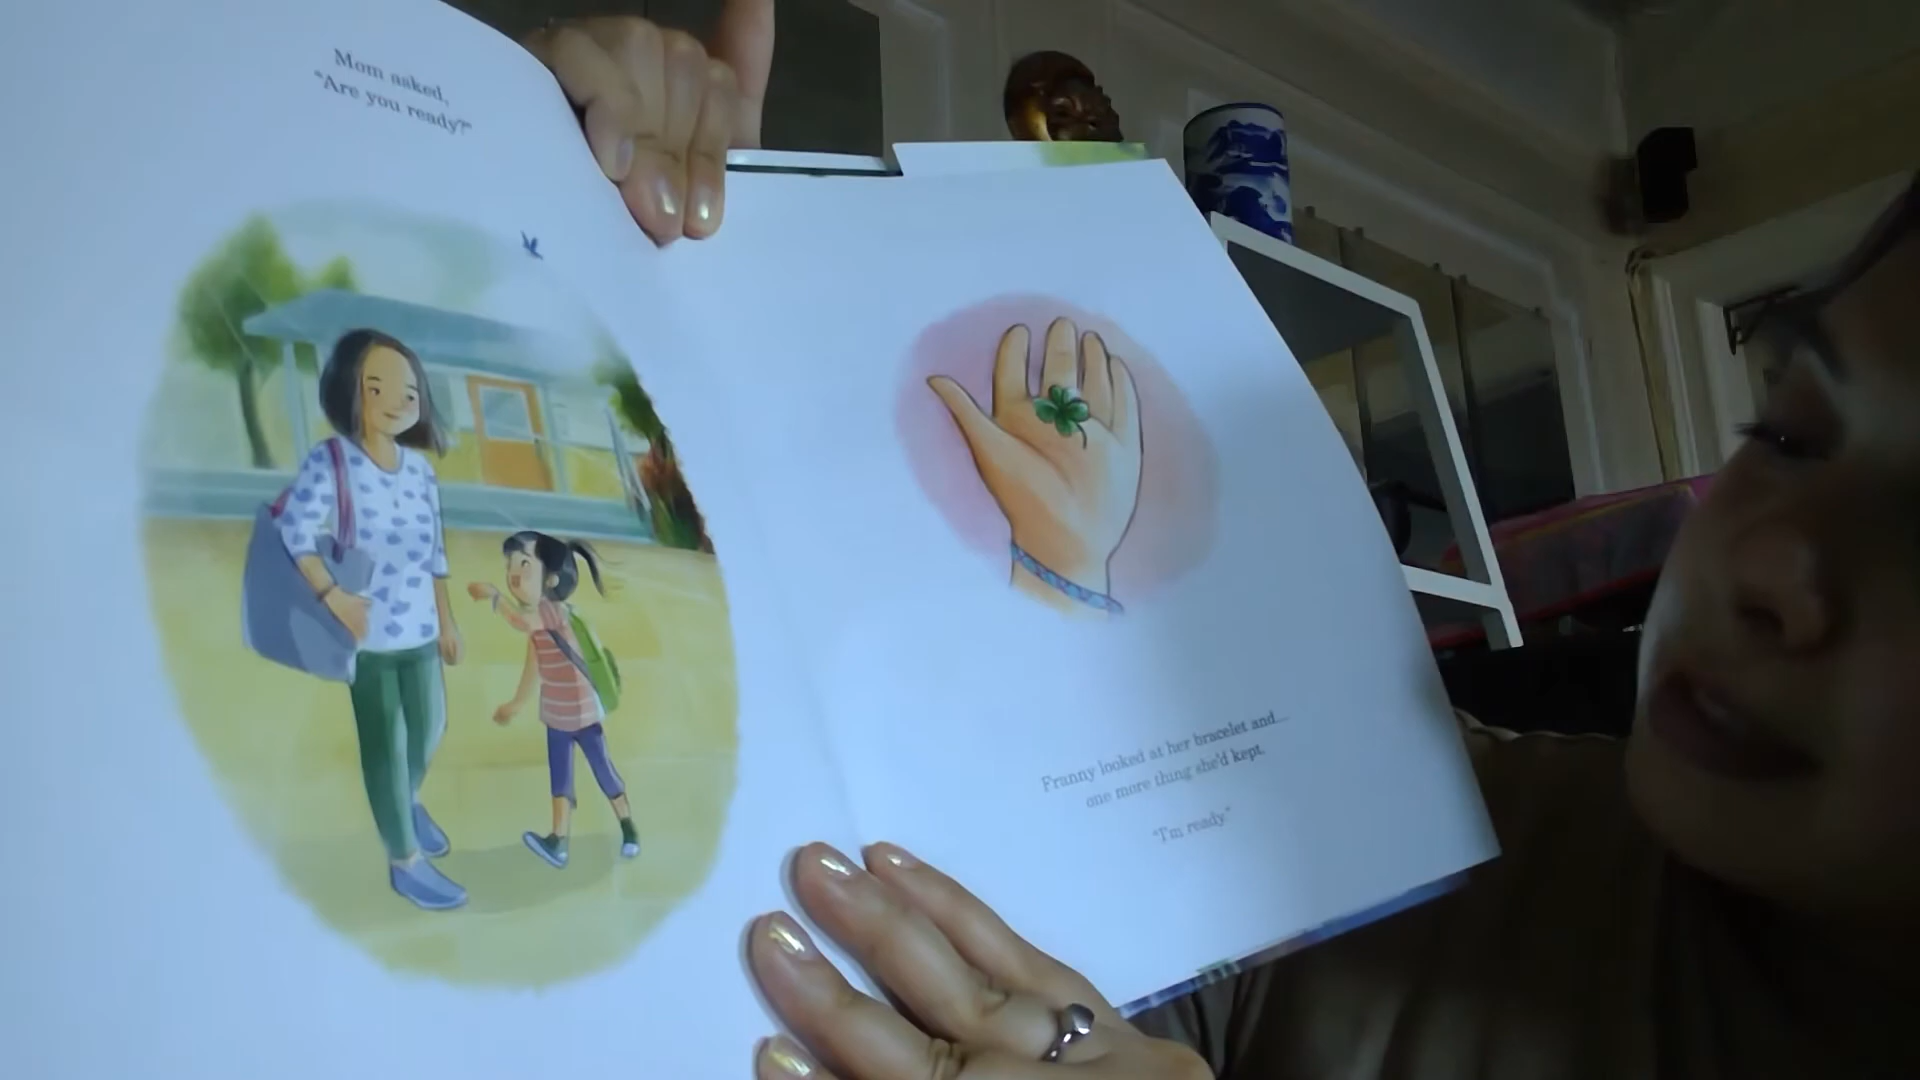 Mom asked,
"Are you ready?"
Franny looked at her bracelet and...
one more thing she'd kept.
"I'm ready."